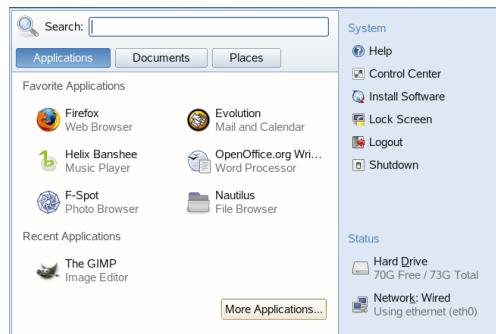 Search:
Applications
Documents
Places
Favorite Applications
Firefox
Web Browser
Evolution
Mail and Calendar
Helix Banshee
Music Player
OpenOffice.org Wri...
Word Processor
F-Spot
Photo Browser
Nautilus
File Browser
Recent Applications
The GIMP
Image Editor
More Applications...
System
Help
Control Center
Install Software
Lock Screen
Logout
Shutdown
Status
Hard Drive
70G Free / 73G Total
Network: Wired
Using ethernet (eth0)